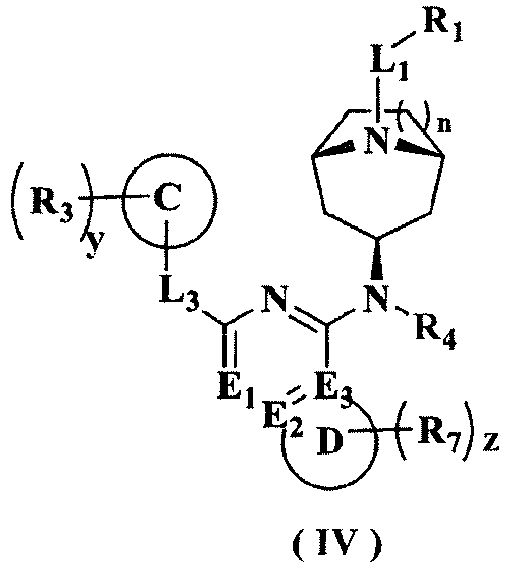 R1
L1
( )n
N
(R3)y C
L3 N N
R4
E1 E3
E2
D (R7)z
( IV )